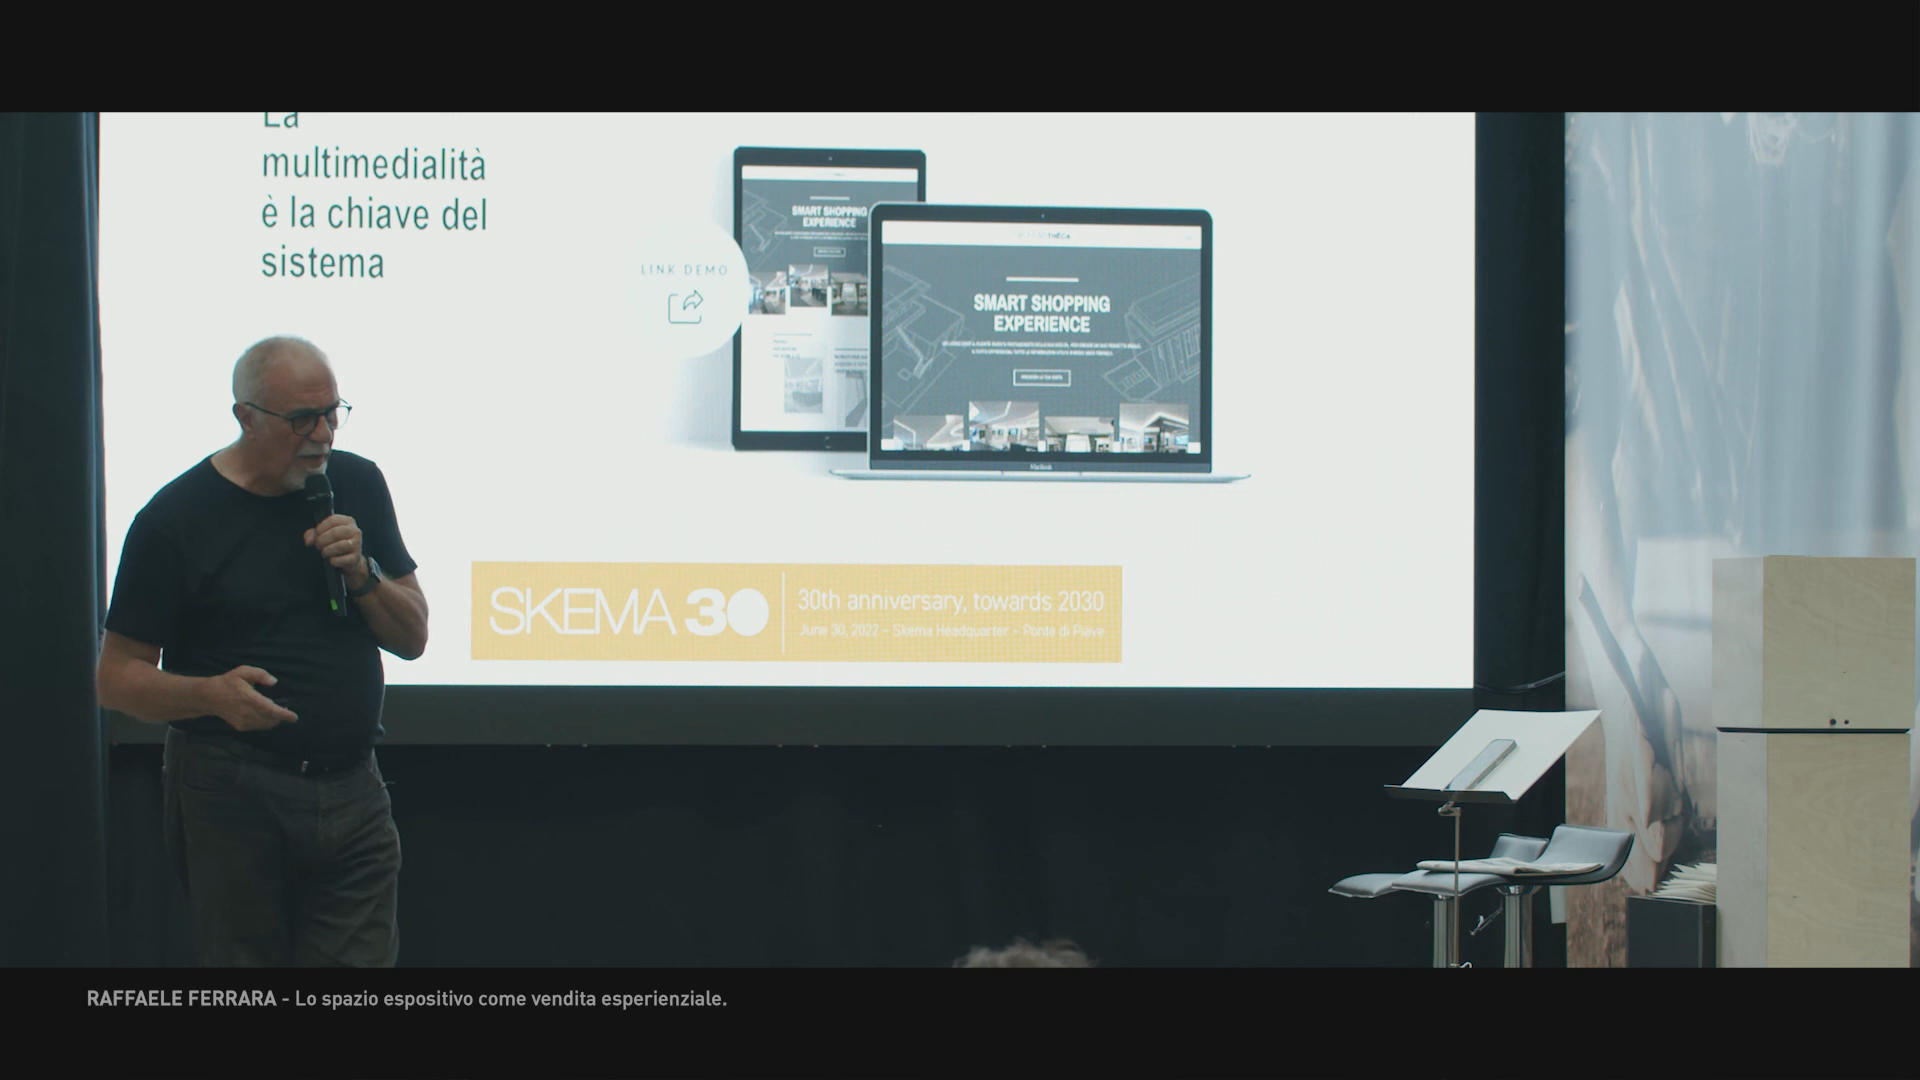 La
multimedialità
è la chiave del
sistema
LINK DEMO
SMART SHOPPING
EXPERIENCE
SMART SHOPPING
EXPERIENCE
MacBook
SKEMA 30
30th anniversary, towards 2030
June 30, 2022 - Skema Headquarter - Ponte di Piave
RAFFAELE FERRARA - Lo spazio espositivo come vendita esperienziale.